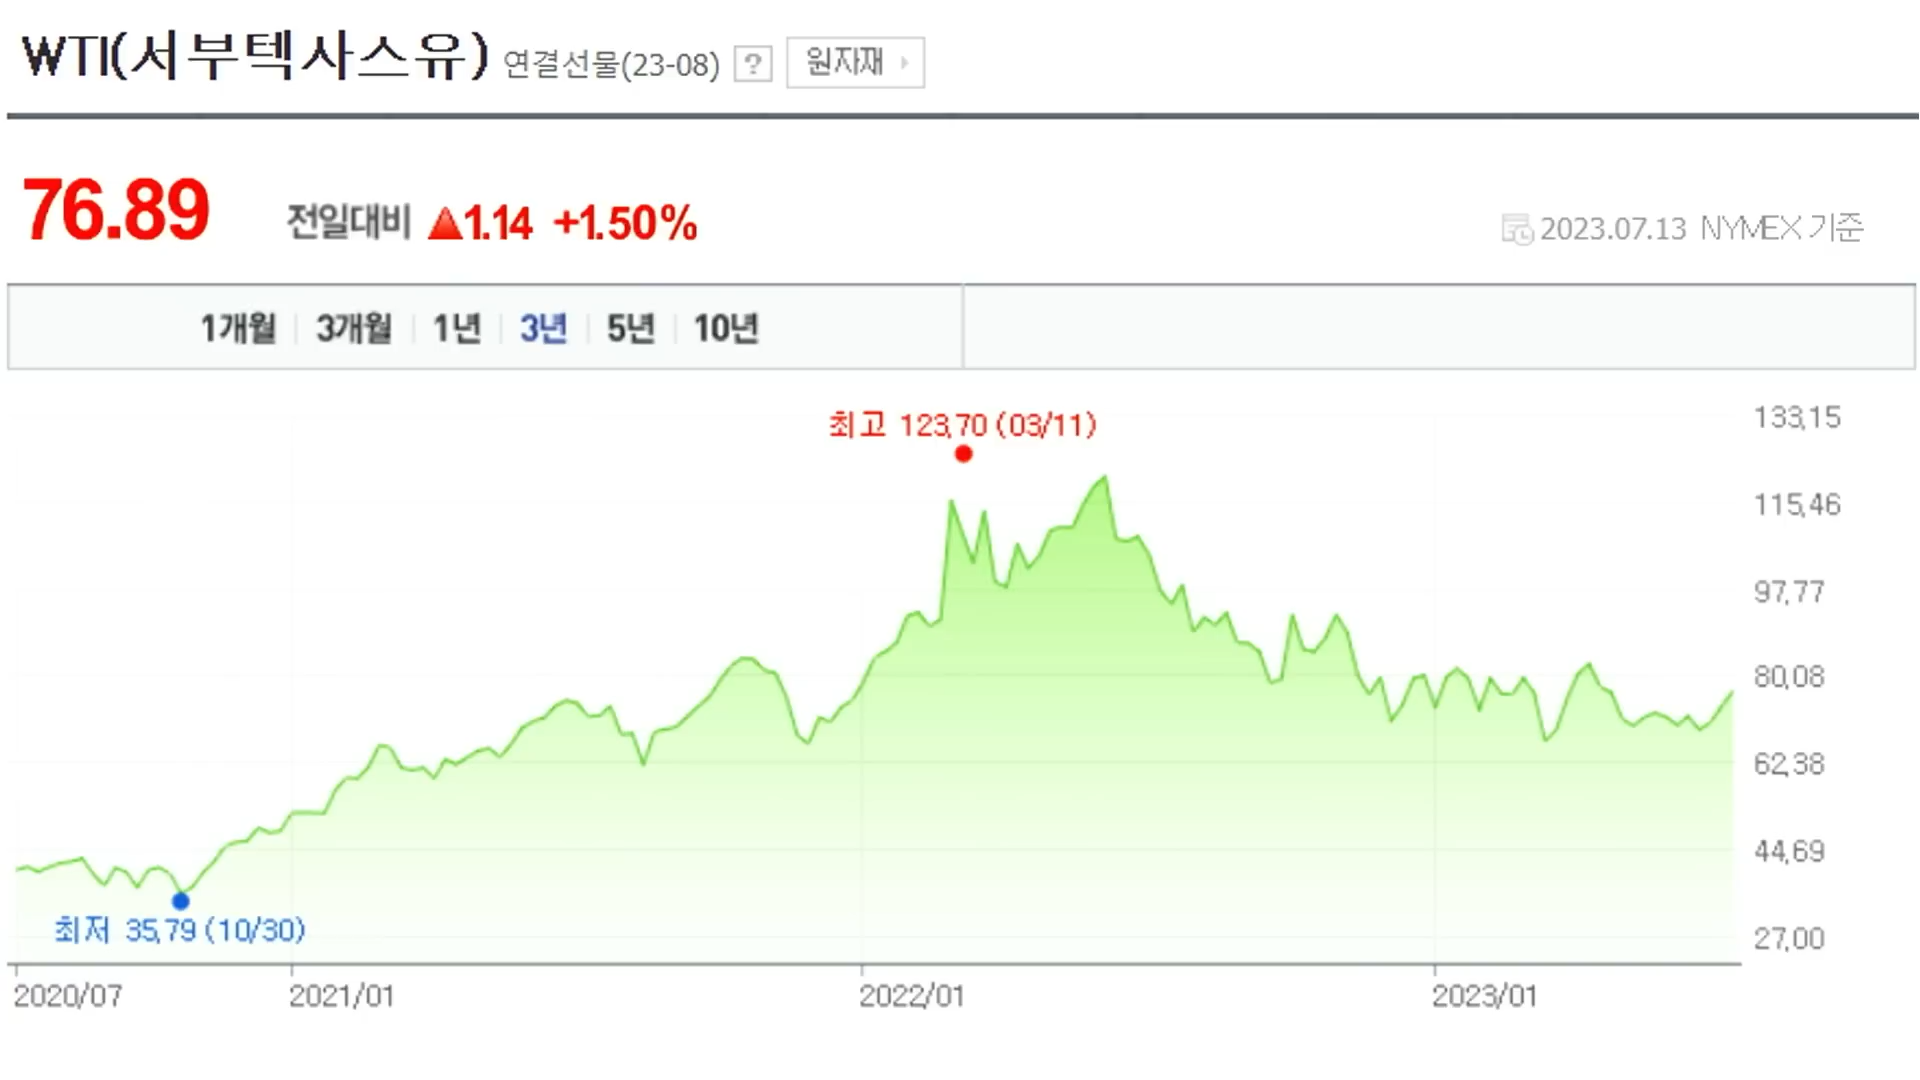 WTI(서부텍사스유) 연결선물(23-08) ? 원자재
76.89 전일대비 ▲1.14 +1.50% 2023.07.13 NYMEX 기준
1개월 3개월 1년 3년 5년 10년
최고 123,70 (03/11)
133,15
115,46
97,77
80,08
62,38
44,69
27,00
최저 35,79 (10/30)
2020/07 2021/01 2022/01 2023/01